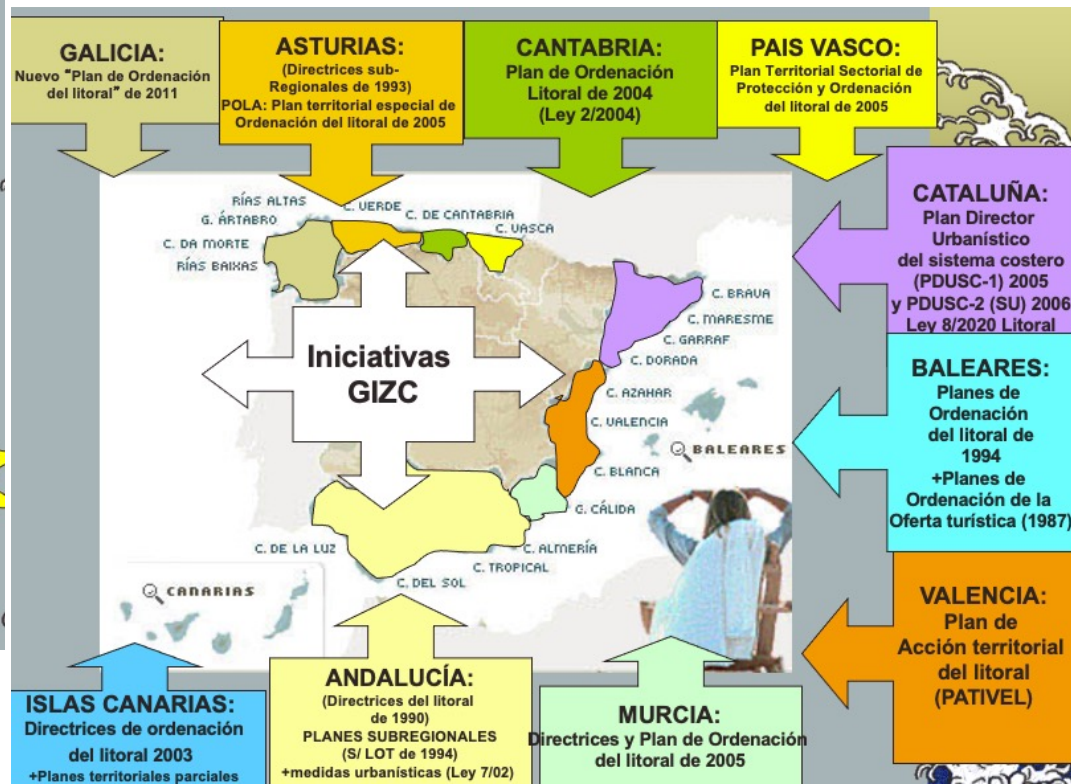 GALICIA:
Nuevo "Plan de Ordenación
del litoral" de 2011
ASTURIAS:
(Directrices sub-
Regionales de 1993)
POLA: Plan territorial especial de
Ordenación del litoral de 2005
CANTABRIA:
Plan de Ordenación
Litoral de 2004
(Ley 2/2004)
PAIS VASCO:
Plan Territorial Sectorial de
Protección y Ordenación
del litoral de 2005
CATALUÑA:
Plan Director
Urbanístico
del sistema costero
(PDUSC-1) 2005
y PDUSC-2 (SU) 2006
Ley 8/2020 Litoral
RÍAS ALTAS
G. ÁRTABRO
C. DA MORTE
RÍAS BAIXAS
C. VERDE
C. DE CANTABRIA
C. VASCA
C. BRAVA
C. MARESME
C. GARRAF
C. DORADA
C. AZAHAR
C. VALENCIA
C. BLANCA
G. CÁLIDA
C. ALMERÍA
C. TROPICAL
C. DEL SOL
C. DE LA LUZ
BALEARES
CANARIAS
Iniciativas
GIZC
BALEARES:
Planes de
Ordenación
del litoral de
1994
+Planes de
Ordenación de la
Oferta turística (1987)
VALENCIA:
Plan de
Acción territorial
del litoral
(PATIVEL)
ISLAS CANARIAS:
Directrices de ordenación
del litoral 2003
+Planes territoriales parciales
ANDALUCÍA:
(Directrices del litoral
de 1990)
PLANES SUBREGIONALES
(S/ LOT de 1994)
+medidas urbanísticas (Ley 7/02)
MURCIA:
Directrices y Plan de Ordenación
del litoral de 2005